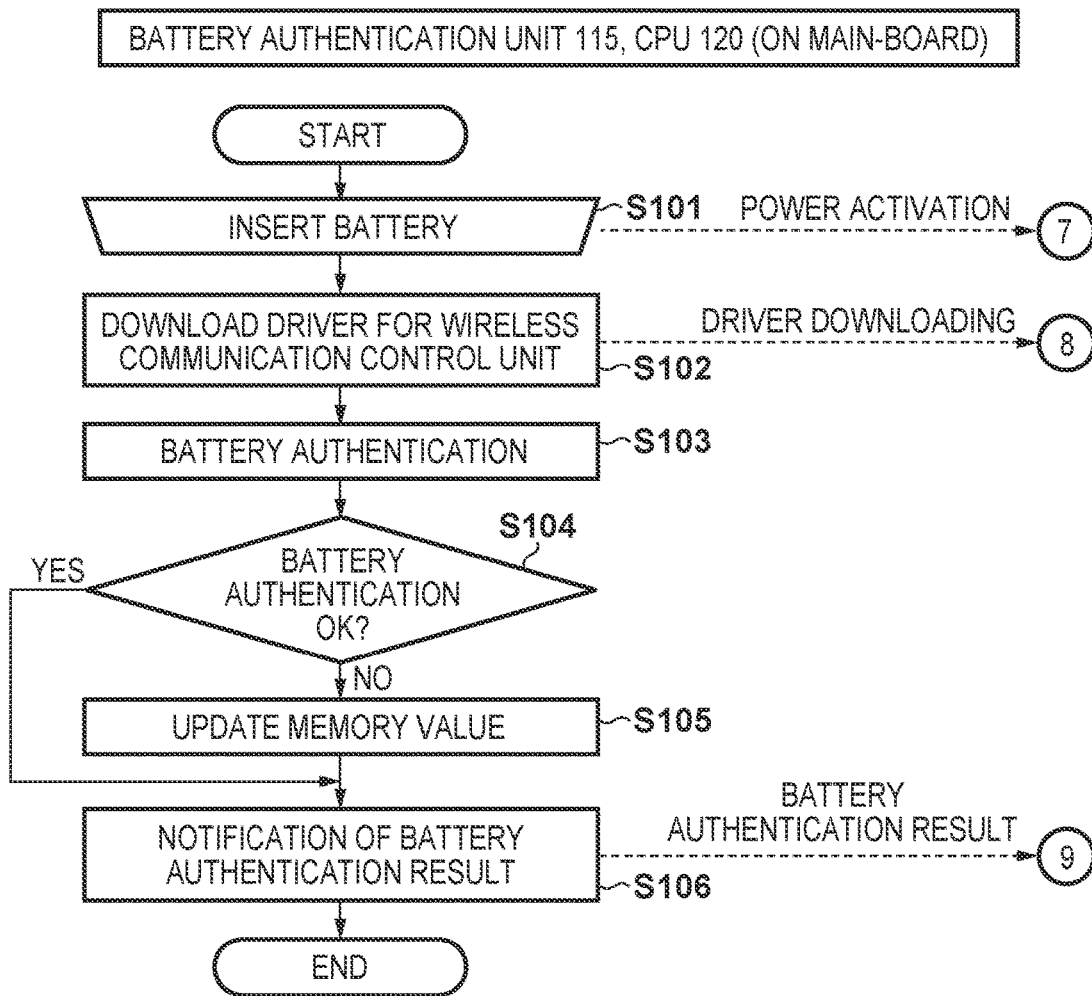 BATTERY AUTHENTICATION UNIT 115, CPU 120 (ON MAIN-BOARD)
START
INSERT BATTERY
S101
POWER ACTIVATION
7
DOWNLOAD DRIVER FOR WIRELESS
COMMUNICATION CONTROL UNIT
S102
DRIVER DOWNLOADING
8
BATTERY AUTHENTICATION
S103
S104
YES
BATTERY
AUTHENTICATION
OK?
NO
UPDATE MEMORY VALUE
S105
NOTIFICATION OF BATTERY
AUTHENTICATION RESULT
S106
BATTERY
AUTHENTICATION RESULT
9
END